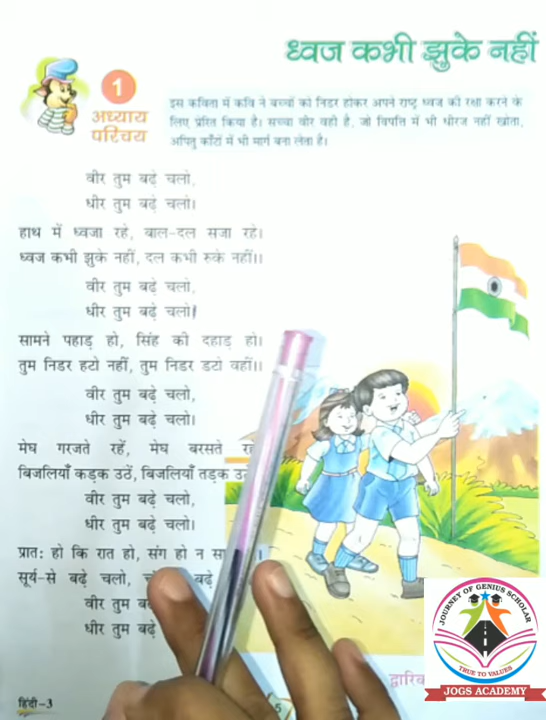 ध्वज कभी झुके नहीं
1
अध्याय
परिचय
इस कविता में कवि ने बच्चों को निडर होकर अपने राष्ट्र ध्वज की रक्षा करने के
लिए प्रेरित किया है। सच्चा वीर वही है, जो विपत्ति में भी धीरज नहीं खोता,
अपितु काँटों में भी मार्ग बना लेता है।
वीर तुम बढ़े चलो,
धीर तुम बढ़े चलो।
हाथ में ध्वजा रहे, बाल-दल सजा रहे।
ध्वज कभी झुके नहीं, दल कभी रुके नहीं।।
वीर तुम बढ़े चलो,
धीर तुम बढ़े चलो।
सामने पहाड़ हो, सिंह की दहाड़ हो।
तुम निडर हटो नहीं, तुम निडर डटो वहीं।।
वीर तुम बढ़े चलो,
धीर तुम बढ़े चलो।
मेघ गरजते रहें, मेघ बरसते
बिजलियाँ कड़क उठें, बिजलियाँ तड़क
वीर तुम बढ़े चलो,
धीर तुम बढ़े चलो।
प्रात: हो कि रात हो, संग हो न
सूर्य-से बढ़े चलो, बढ़े
वीर तुम
धीर तुम बढ़े
हिंदी-3
5
JOURNEY OF GENIUS SCHOLAR
TRUE TO VALUES
JOGS ACADEMY